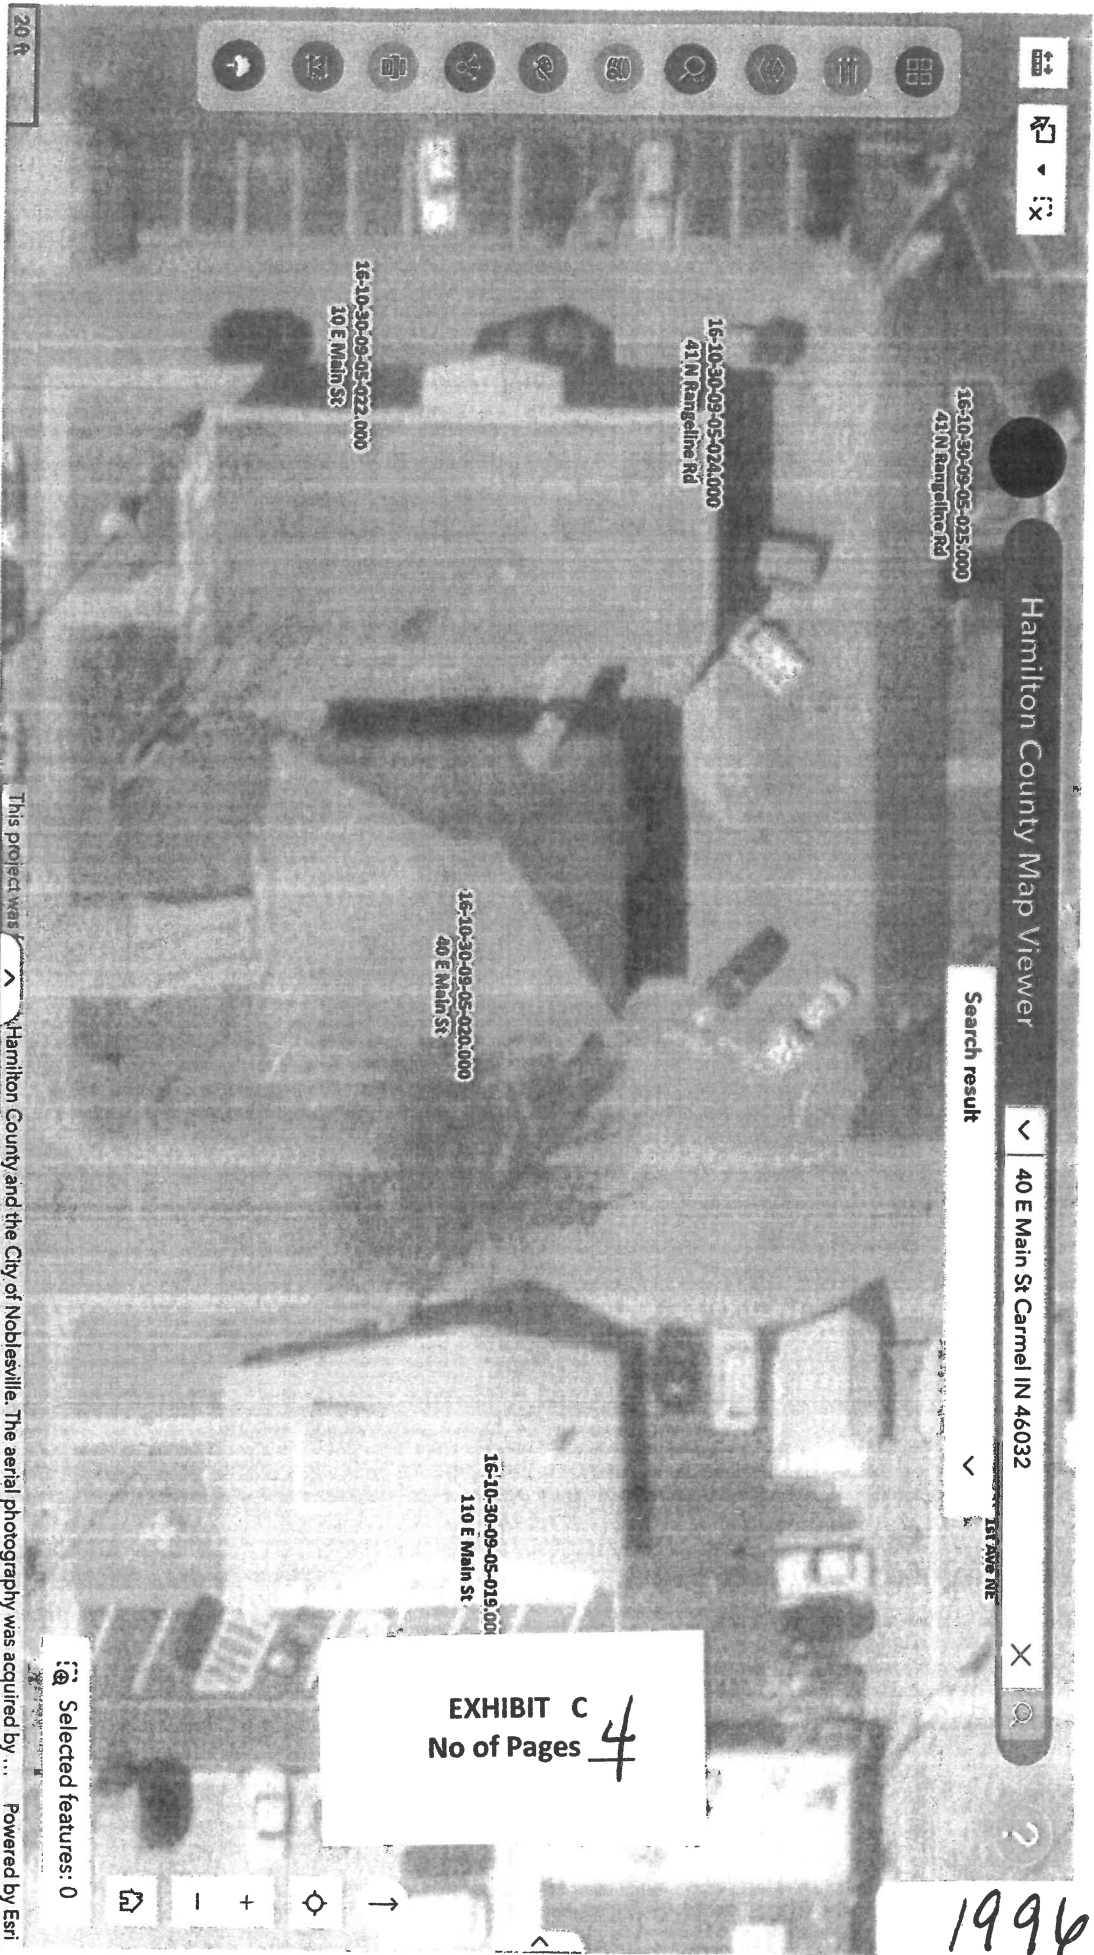 1996
Hamilton County Map Viewer
40 E Main St Carmel IN 46032
Search result
1st Ave NE
16-10-30-09-05-025.000
41 N Rangeline Rd
16-10-30-09-05-024.000
41 N Rangeline Rd
16-10-30-09-05-022.000
10 E Main St
16-10-30-09-05-020.000
40 E Main St
16-10-30-09-05-019.00
110 E Main St
EXHIBIT C
No of Pages 4
Selected features: 0
20 ft
This project was
Hamilton County and the City of Noblesville. The aerial photography was acquired by ...
Powered by Esri